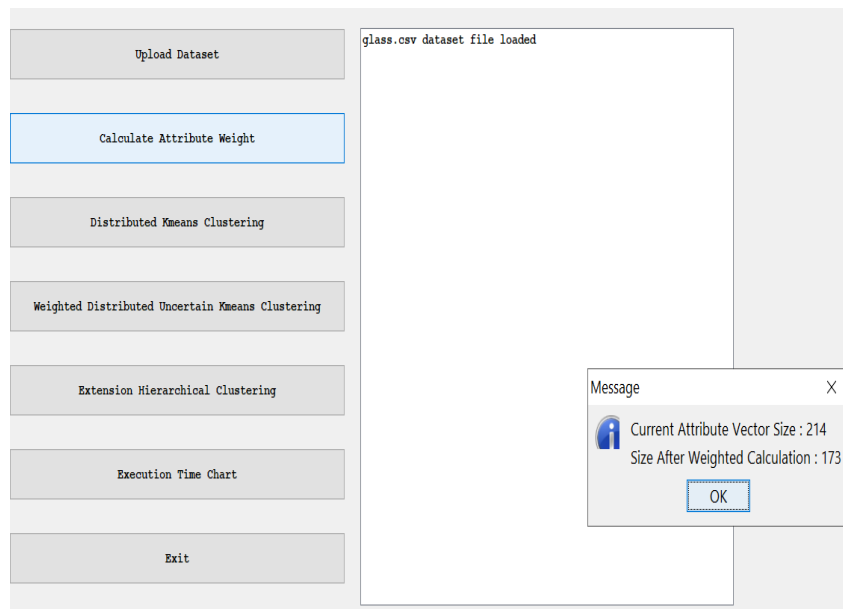 Upload Dataset
Calculate Attribute Weight
Distributed Kmeans Clustering
Weighted Distributed Uncertain Kmeans Clustering
Extension Hierarchical Clustering
Execution Time Chart
Exit
glass.csv dataset file loaded
Message X
Current Attribute Vector Size : 214
Size After Weighted Calculation : 173
OK